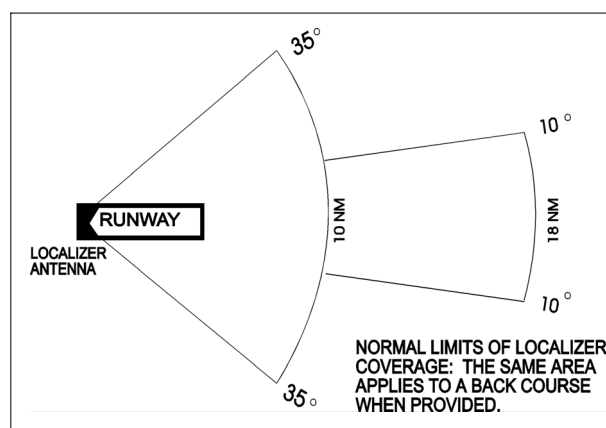 35°
10°
RUNWAY
10 NM
18 NM
LOCALIZER
ANTENNA
10°
35°
NORMAL LIMITS OF LOCALIZER
COVERAGE: THE SAME AREA
APPLIES TO A BACK COURSE
WHEN PROVIDED.